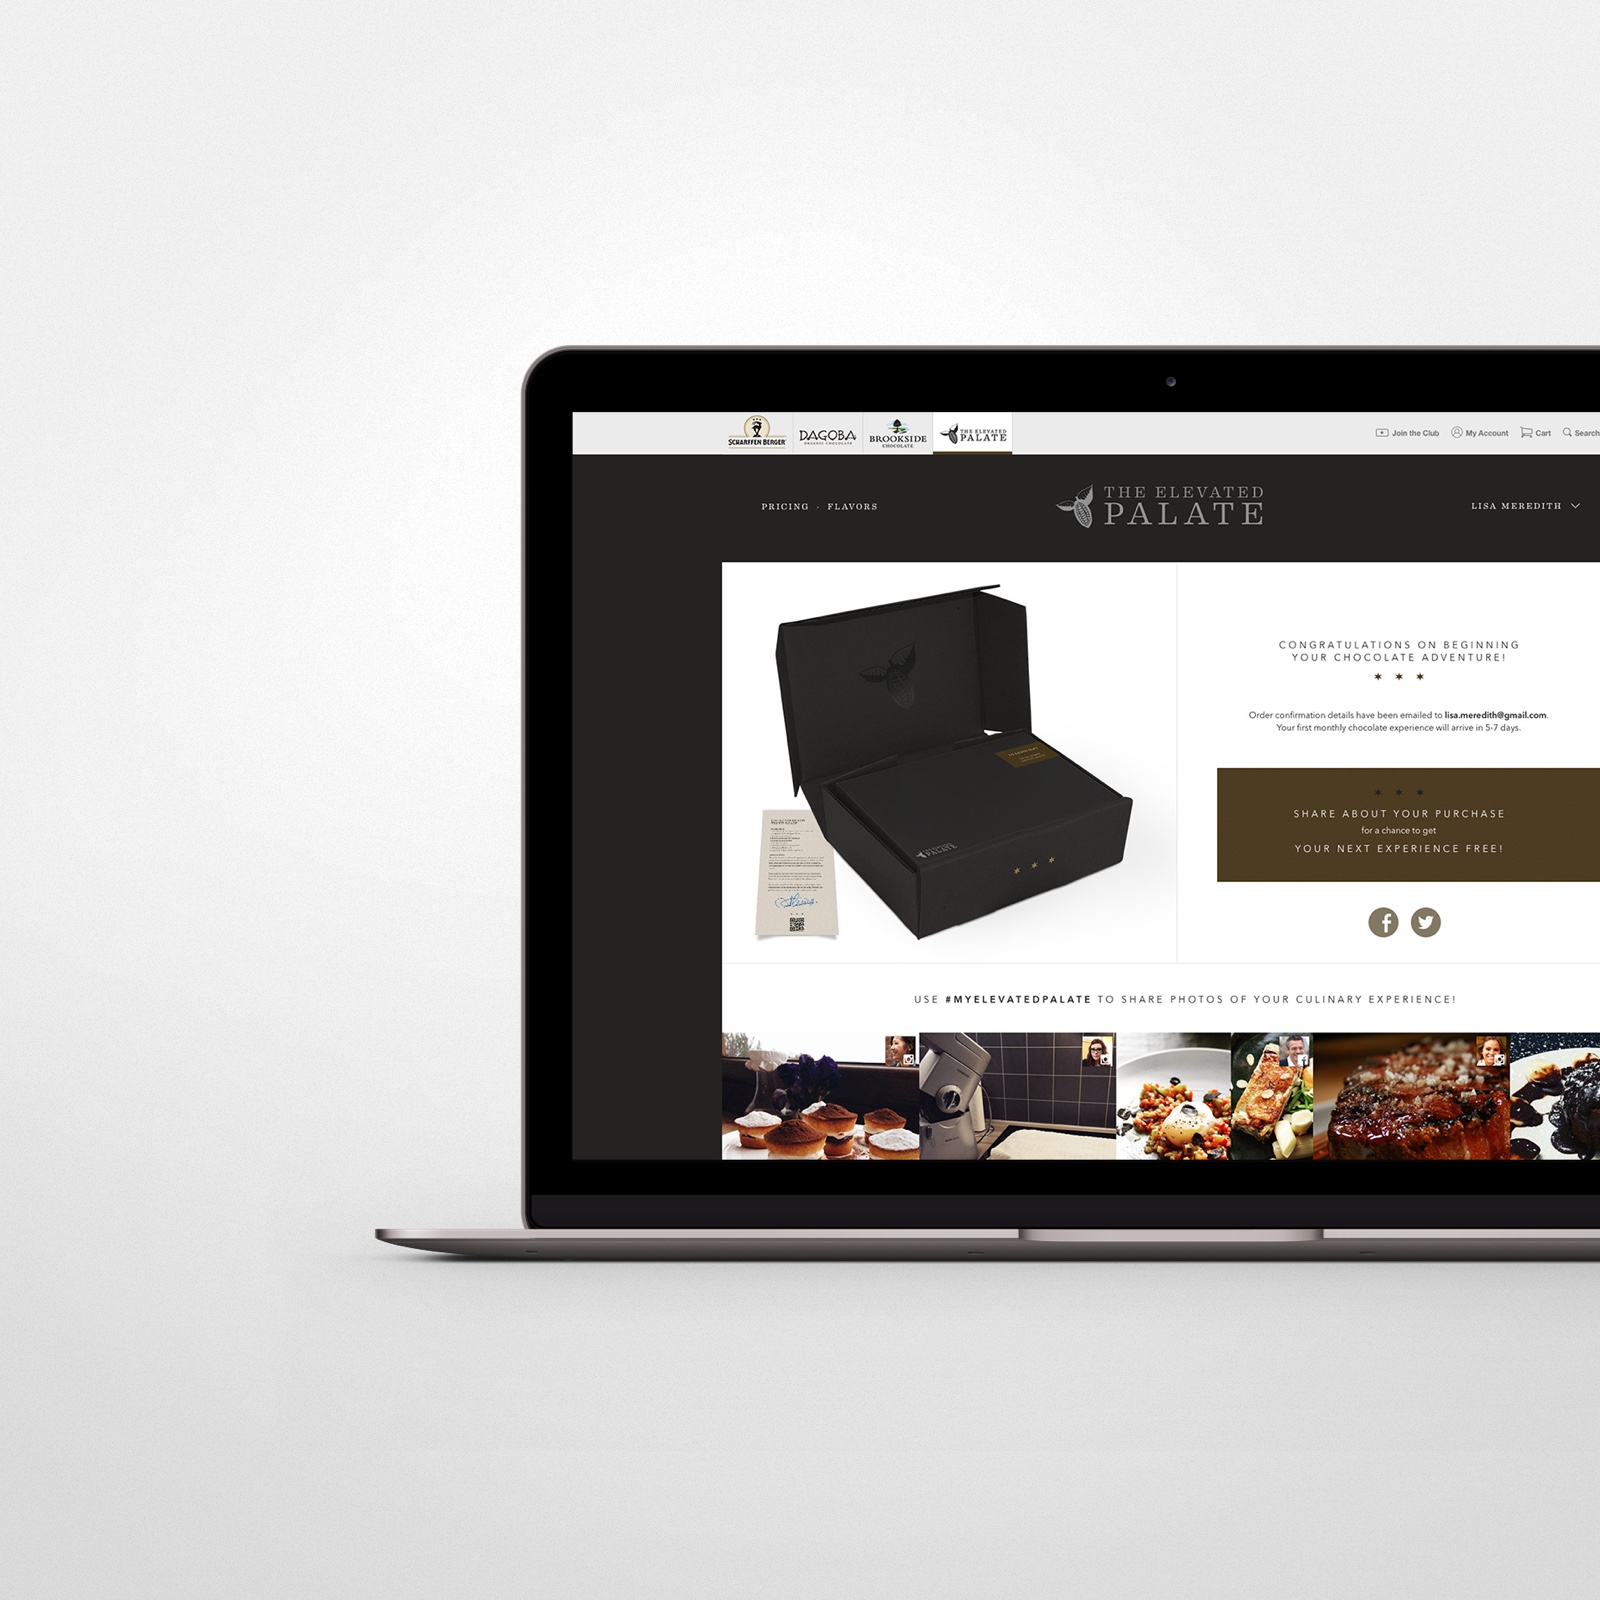 SCHARFFEN BERGER
DAGOBA
ORGANIC CHOCOLATE
BROOKSIDE
CHOCOLATE
THE ELEVATED
PALATE
Join the Club
My Account
Cart
Search
PRICING · FLAVORS
THE ELEVATED
PALATE
LISA MEREDITH
CONGRATULATIONS ON BEGINNING
YOUR CHOCOLATE ADVENTURE!
Order confirmation details have been emailed to lisa.meredith@gmail.com.
Your first monthly chocolate experience will arrive in 5-7 days.
PALATE
SHARE ABOUT YOUR PURCHASE
for a chance to get
YOUR NEXT EXPERIENCE FREE!
USE #MYELEVATEDPALATE TO SHARE PHOTOS OF YOUR CULINARY EXPERIENCE!